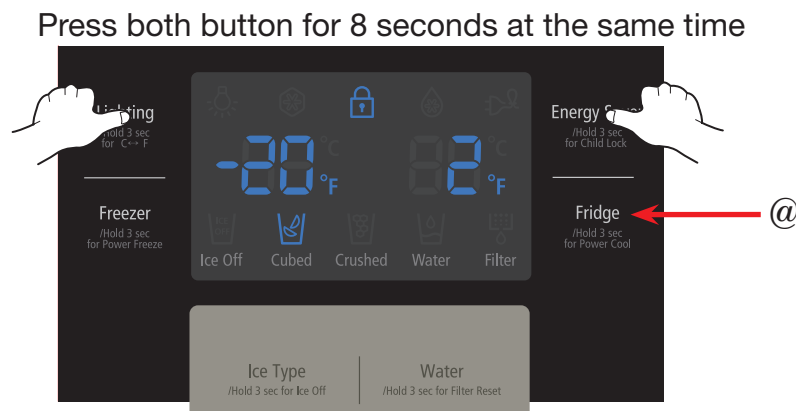 Press both button for 8 seconds at the same time
Lighting
/Hold 3 sec
for C↔ F
Energy Saver
/Hold 3 sec
for Child Lock
-20 °C °F
2 °C °F
Freezer
/Hold 3 sec
for Power Freeze
Fridge
/Hold 3 sec
for Power Cool
@
ICE OFF
Ice Off
Cubed
Crushed
Water
Filter
Ice Type
/Hold 3 sec for Ice Off
Water
/Hold 3 sec for Filter Reset